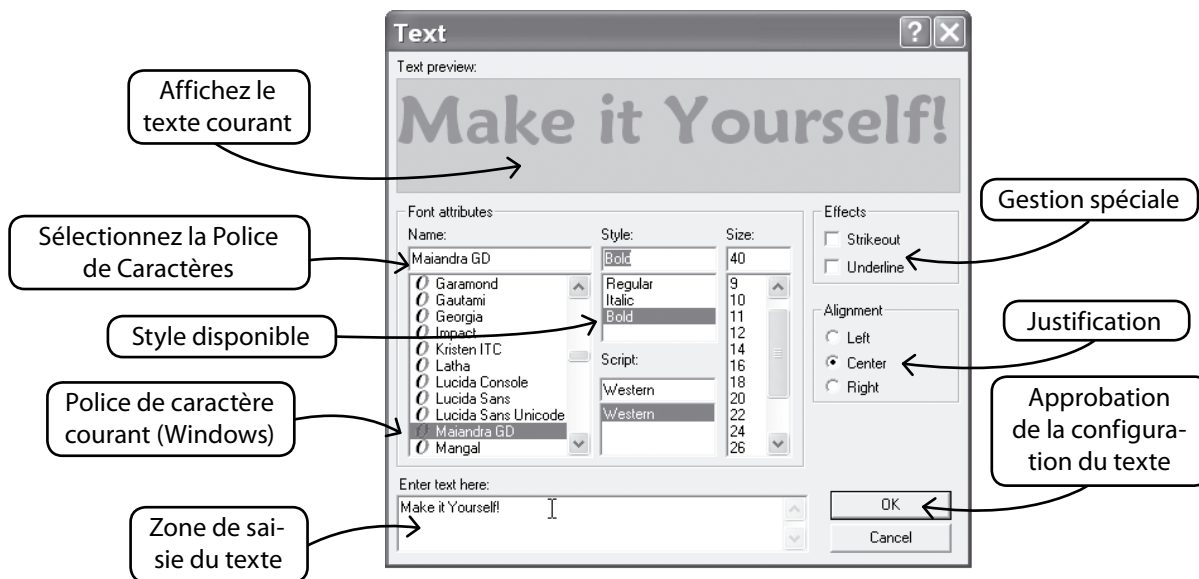 Text
Text preview:
Make it Yourself!
Affichez le
texte courant
Font attributes
Name:
Style:
Size:
Maiandra GD
Bold
40
Garamond
Gautami
Georgia
Impact
Kristen ITC
Latha
Lucida Console
Lucida Sans
Lucida Sans Unicode
Maiandra GD
Mangal
Regular
Italic
Bold
Script:
Western
Western
9
10
11
12
14
16
18
20
22
24
26
Effects
Strikeout
Underline
Alignment
Left
Center
Right
Enter text here:
Make it Yourself!
OK
Cancel
Sélectionnez la Police
de Caractères
Style disponible
Police de caractère
courant (Windows)
Zone de sai-
sie du texte
Gestion spéciale
Justification
Approbation
de la configura-
tion du texte